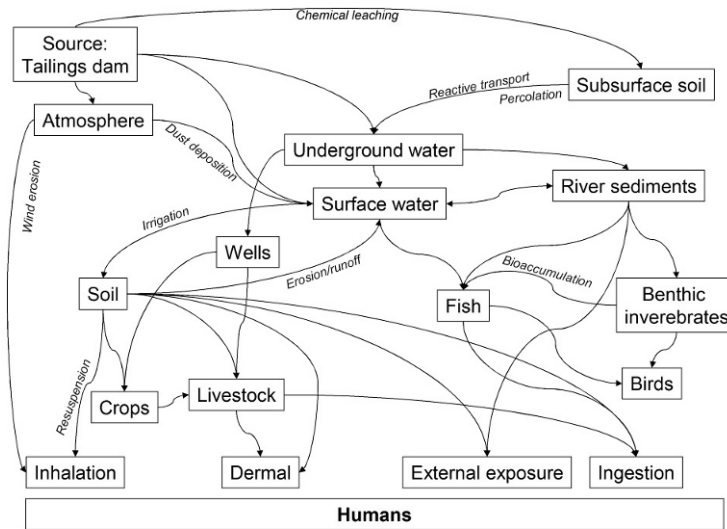 Chemical leaching
Source:
Tailings dam
Reactive transport
Subsurface soil
Percolation
Atmosphere
Dust deposition
Underground water
River sediments
Wind erosion
Surface water
Irrigation
Wells
Erosion/runoff
Bioaccumulation
Soil
Fish
Benthic
inverebrates
Resuspension
Crops
Livestock
Birds
Inhalation
Dermal
External exposure
Ingestion
Humans